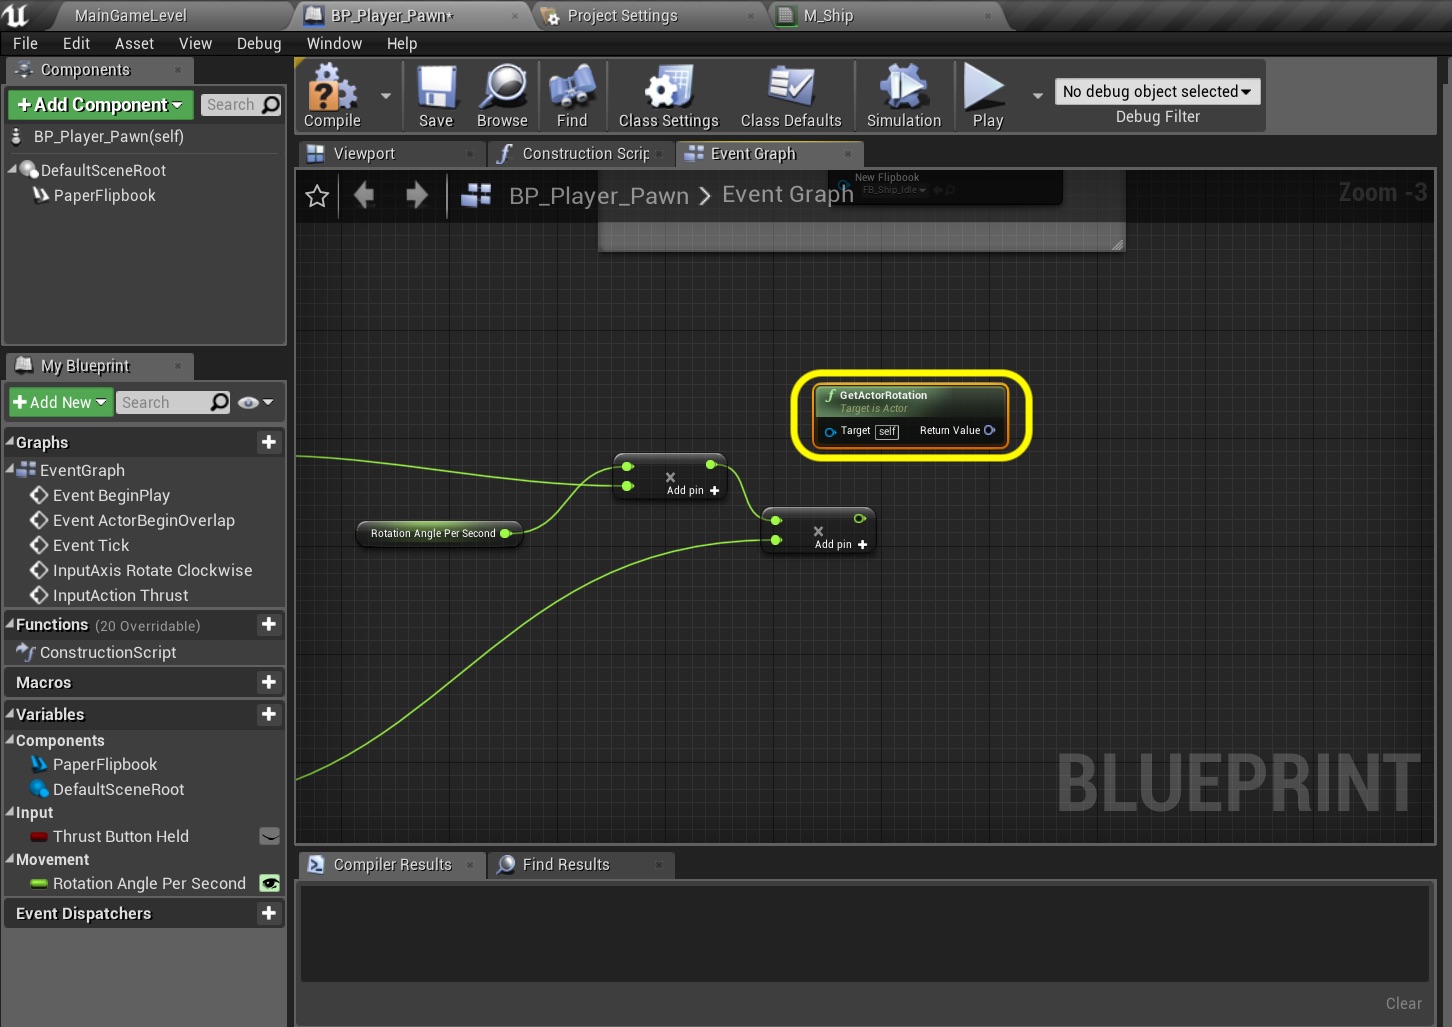 MainGameLevel
BP_Player_Pawn*
Project Settings
M_Ship
File Edit Asset View Debug Window Help
Components
+Add Component
Search
BP_Player_Pawn(self)
DefaultSceneRoot
PaperFlipbook
Compile
Save
Browse
Find
Class Settings
Class Defaults
Simulation
Play
No debug object selected
Debug Filter
Viewport
Construction Scrip
Event Graph
BP_Player_Pawn > Event Graph
Zoom -3
New Flipbook
FB_Ship_Idle
GetActorRotation
Target is Actor
Target self
Return Value
Add pin +
Rotation Angle Per Second
Add pin +
BLUEPRINT
My Blueprint
+Add New
Search
Graphs
EventGraph
Event BeginPlay
Event ActorBeginOverlap
Event Tick
InputAxis Rotate Clockwise
InputAction Thrust
Functions (20 Overridable)
ConstructionScript
Macros
Variables
Components
PaperFlipbook
DefaultSceneRoot
Input
Thrust Button Held
Movement
Rotation Angle Per Second
Event Dispatchers
Compiler Results
Find Results
Clear